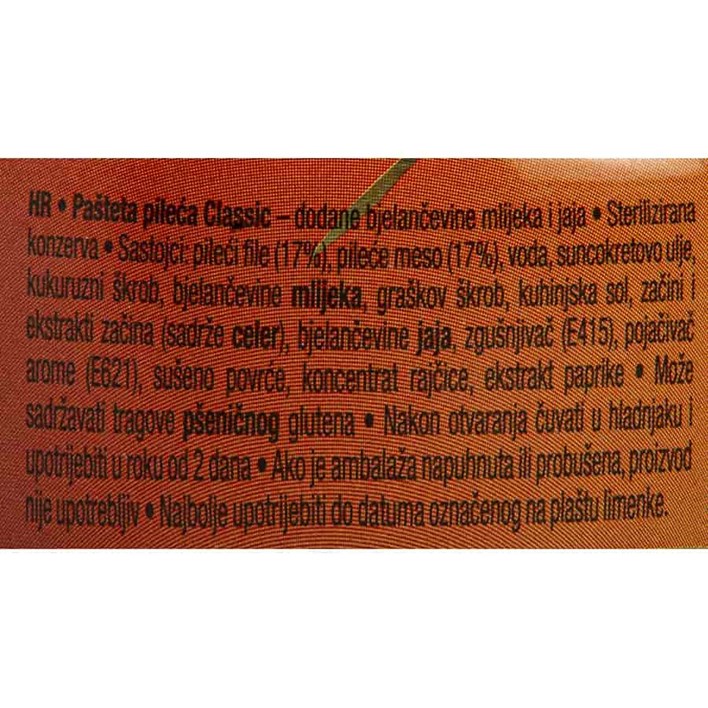 HR • Pašteta pileća Classic – dodane bjelančevine mlijeka i jaja • Sterilizirana
konzerva • Sastojci: pileći file (17%), pileće meso (17%), voda, suncokretovo ulje,
kukuruzni škrob, bjelančevine mlijeka, graškov škrob, kuhinjska sol, začini i
ekstrakti začina (sadrže celer), bjelančevine jaja, zgušnjivač (E415), pojačivač
arome (E621), sušeno povrće, koncentrat rajčice, ekstrakt paprike • Može
sadržavati tragove pšeničnog glutena • Nakon otvaranja čuvati u hladnjaku i
upotrijebiti u roku od 2 dana • Ako je ambalaža napuhnuta ili probušena, proizvod
nije upotrebljiv • Najbolje upotrijebiti do datuma označenog na plaštu limenke.